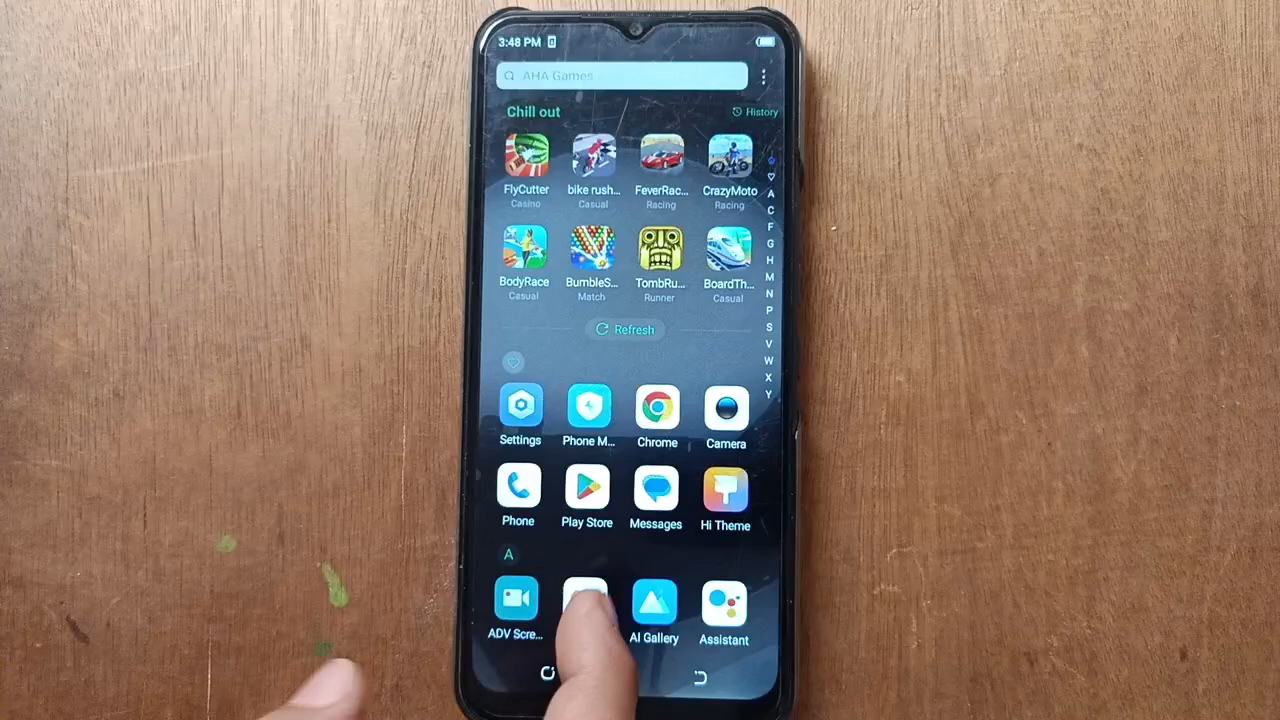 3:48 PM
AHA Games
Chill out
History
FlyCutter bike rush... FeverRac... CrazyMoto
Casino Casual Racing Racing
BodyRace BumbleS... TombRu... BoardTh...
Casual Match Runner Casual
Refresh
Settings Phone M... Chrome Camera
Phone Play Store Messages Hi Theme
A
ADV Scre... AI Gallery Assistant
A
C
F
G
H
M
N
P
S
V
W
X
Y